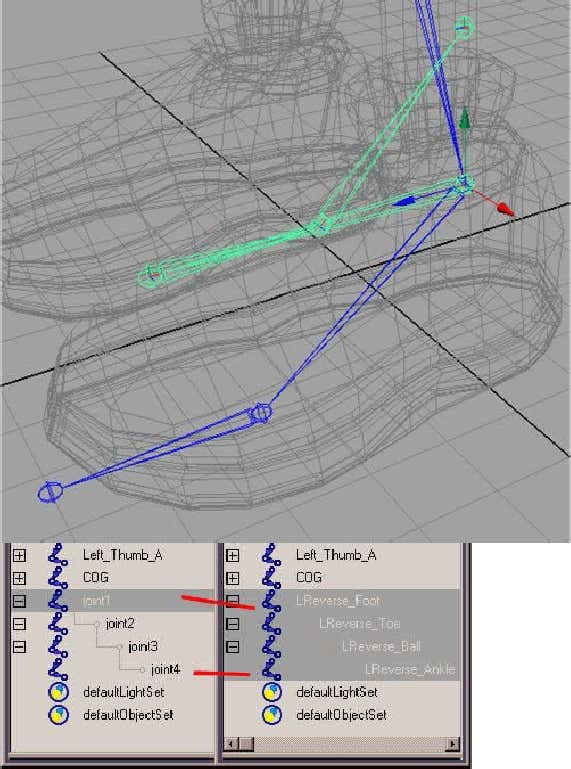 Left_Thumb_A
COG
joint1
joint2
joint3
joint4
defaultLightSet
defaultObjectSet
Left_Thumb_A
COG
LReverse_Foot
LReverse_Toe
LReverse_Ball
LReverse_Ankle
defaultLightSet
defaultObjectSet